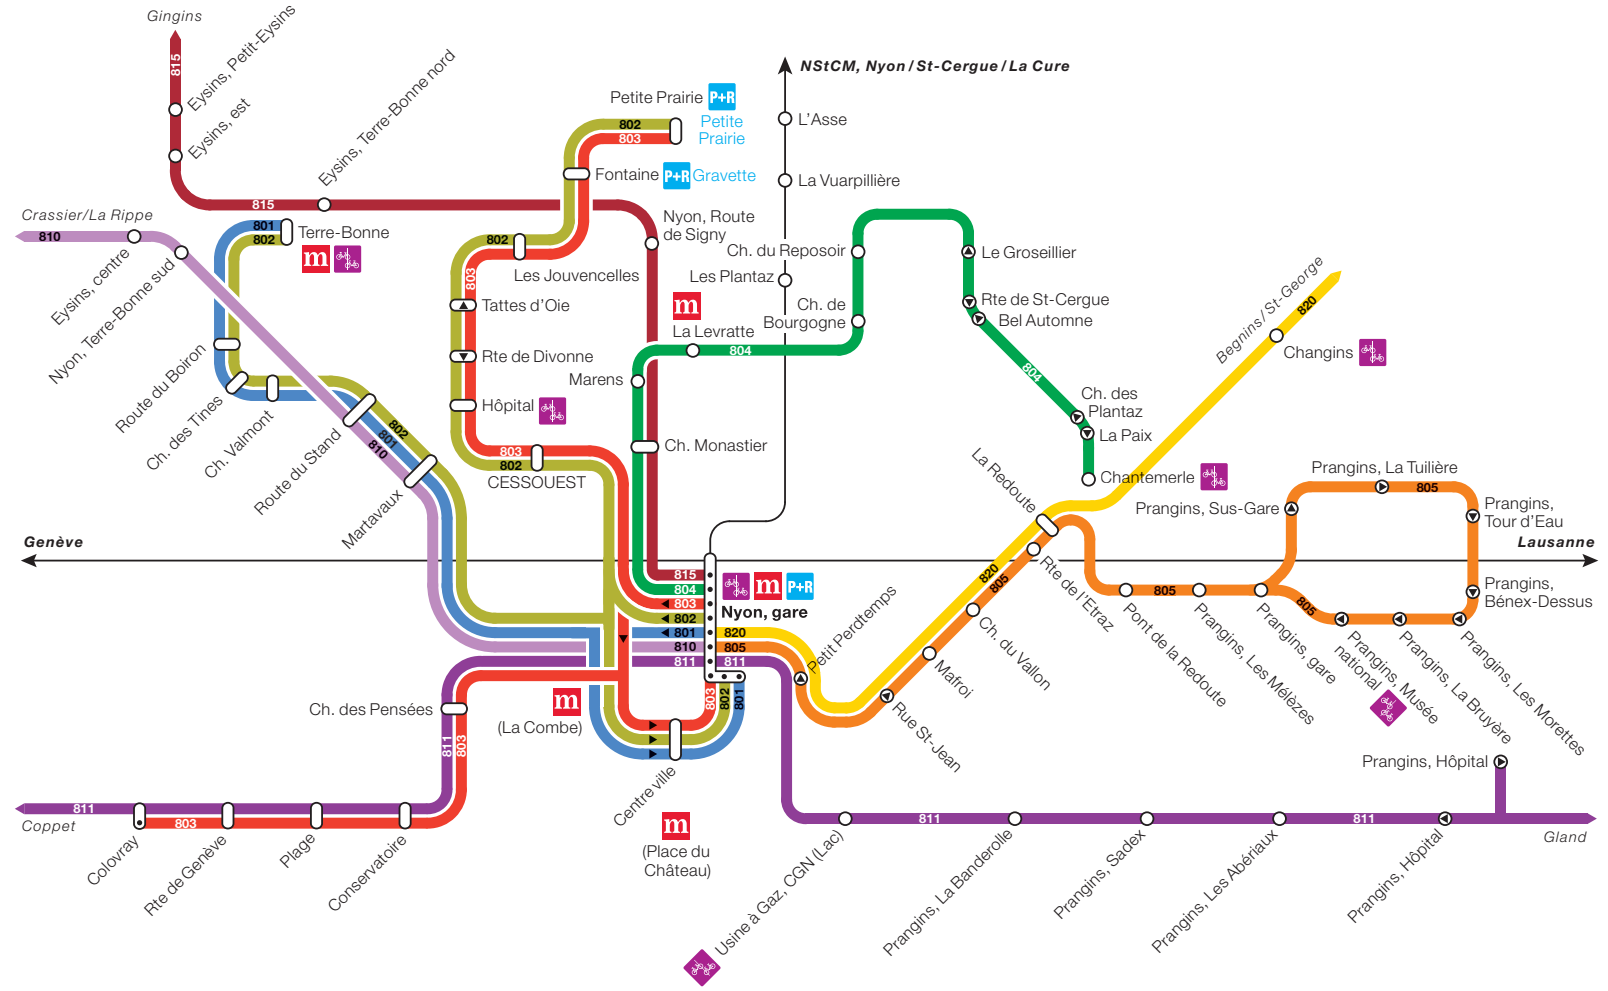 Gingins
815
Eysins, Petit-Eysins
Eysins, est
Eysins, Terre-Bonne nord
815
Petite Prairie P+R
Petite
Prairie
802
803
Fontaine P+R Gravette
NStCM, Nyon / St-Cergue / La Cure
L'Asse
La Vuarpillière
Les Plantaz
Crassier/La Rippe
810
Eysins, centre
Nyon, Terre-Bonne sud
801
802
Terre-Bonne
m
Route du Boiron
Ch. des Tines
Ch. Valmont
Route du Stand
Martavaux
802
801
810
802
803
Les Jouvencelles
Tattes d'Oie
Rte de Divonne
Hôpital
803
802
CESSOUEST
Nyon, Route
de Signy
m
La Levratte
804
Marens
Ch. Monastier
Ch. du Reposoir
Ch. de
Bourgogne
Le Groseillier
Rte de St-Cergue
Bel Automne
804
Ch. des
Plantaz
La Paix
Chantemerle
Begnins / St-George
820
Changins
La Redoute
Genève
Lausanne
815
804
803
802
801
810
811
m P+R
Nyon, gare
820
805
811
803
802
801
Petit Perdtemps
Rue St-Jean
Mafroi
Ch. du Vallon
Rte de l'Etraz
820
805
Pont de la Redoute
805
Prangins, Les Mélèzes
Prangins, gare
805
Prangins, Sus-Gare
Prangins, La Tuilière
805
Prangins,
Tour d'Eau
Prangins,
Bénex-Dessus
Prangins, Les Morettes
Prangins, La Bruyère
Prangins, Musée
national
m
(La Combe)
Centre ville
m
(Place du
Château)
Ch. des Pensées
811
803
811
Coppet
803
Colovray
Rte de Genève
Plage
Conservatoire
Usine à Gaz, CGN (Lac)
811
Prangins, La Banderolle
Prangins, Sadex
Prangins, Les Abériaux
811
Prangins, Hôpital
Prangins, Hôpital
Gland